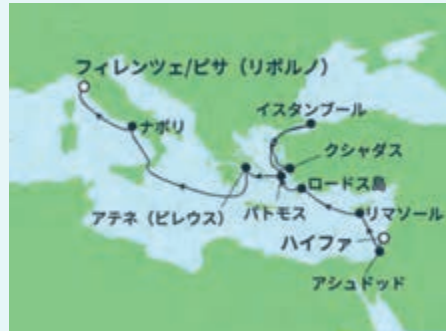 フィレンツェ/ピサ（リボルノ）
イスタンブール
ナポリ
クシャダス
ロードス島
アテネ（ピレウス）
パトモス
リマソール
ハイファ
アシュドッド